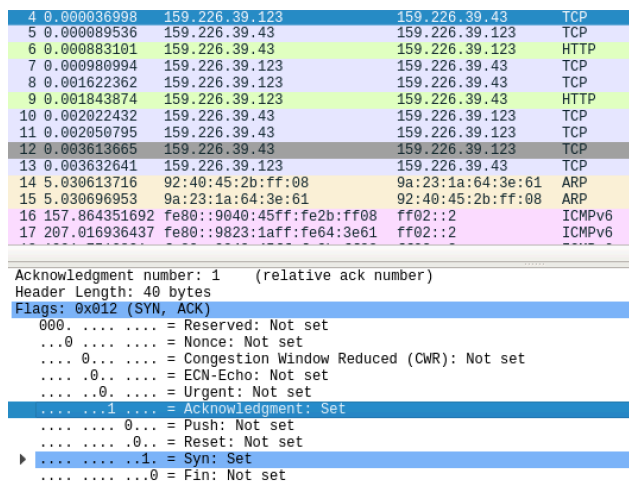 4 0.000036998 159.226.39.123 159.226.39.43 TCP
5 0.000089536 159.226.39.43 159.226.39.123 TCP
6 0.000883101 159.226.39.43 159.226.39.123 HTTP
7 0.000980994 159.226.39.123 159.226.39.43 TCP
8 0.001622362 159.226.39.123 159.226.39.43 TCP
9 0.001843874 159.226.39.123 159.226.39.43 HTTP
10 0.002022432 159.226.39.43 159.226.39.123 TCP
11 0.002050795 159.226.39.43 159.226.39.123 TCP
12 0.003613665 159.226.39.43 159.226.39.123 TCP
13 0.003632641 159.226.39.123 159.226.39.43 TCP
14 5.030613716 92:40:45:2b:ff:08 9a:23:1a:64:3e:61 ARP
15 5.030696953 9a:23:1a:64:3e:61 92:40:45:2b:ff:08 ARP
16 157.864351692 fe80::9040:45ff:fe2b:ff08 ff02::2 ICMPv6
17 207.016936437 fe80::9823:1aff:fe64:3e61 ff02::2 ICMPv6
Acknowledgment number: 1 (relative ack number)
Header Length: 40 bytes
Flags: 0x012 (SYN, ACK)
000. .... .... = Reserved: Not set
...0 .... .... = Nonce: Not set
.... 0... .... = Congestion Window Reduced (CWR): Not set
.... .0.. .... = ECN-Echo: Not set
.... ..0. .... = Urgent: Not set
.... ...1 .... = Acknowledgment: Set
.... .... 0... = Push: Not set
.... .... .0.. = Reset: Not set
.... .... ..1. = Syn: Set
.... .... ...0 = Fin: Not set